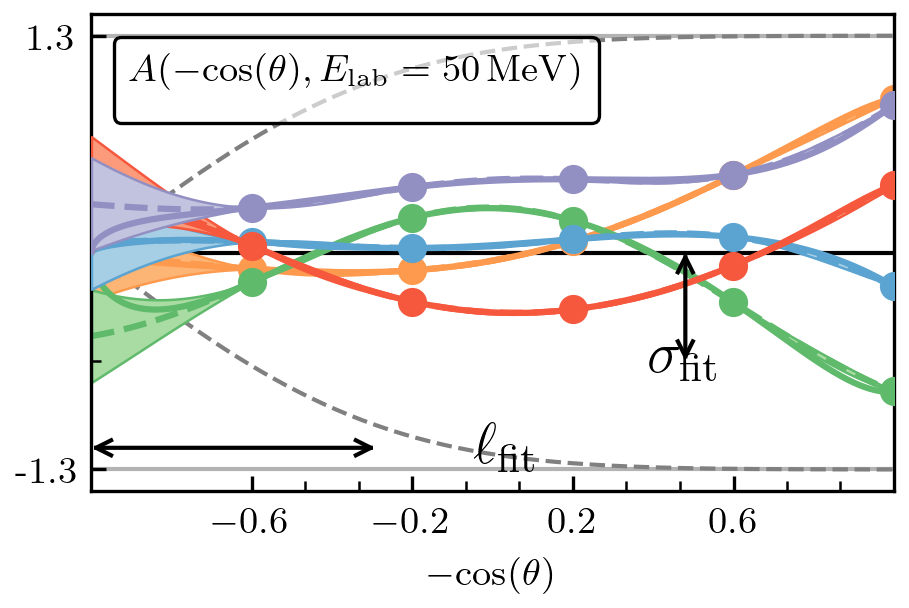 1.3
A(−cos(θ), E_lab = 50 MeV)
σ_fit
ℓ_fit
-1.3
−0.6 −0.2 0.2 0.6
−cos(θ)